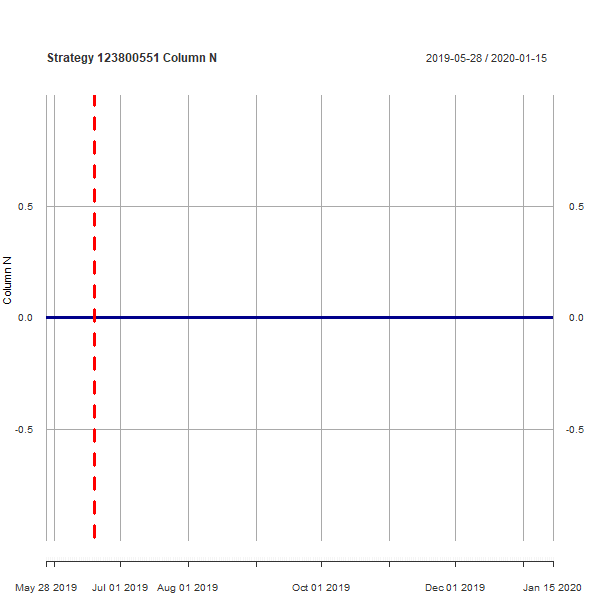 Strategy 123800551 Column N
2019-05-28 / 2020-01-15
0.5
0.5
Column N
0.0
0.0
-0.5
-0.5
May 28 2019
Jul 01 2019
Aug 01 2019
Oct 01 2019
Dec 01 2019
Jan 15 2020